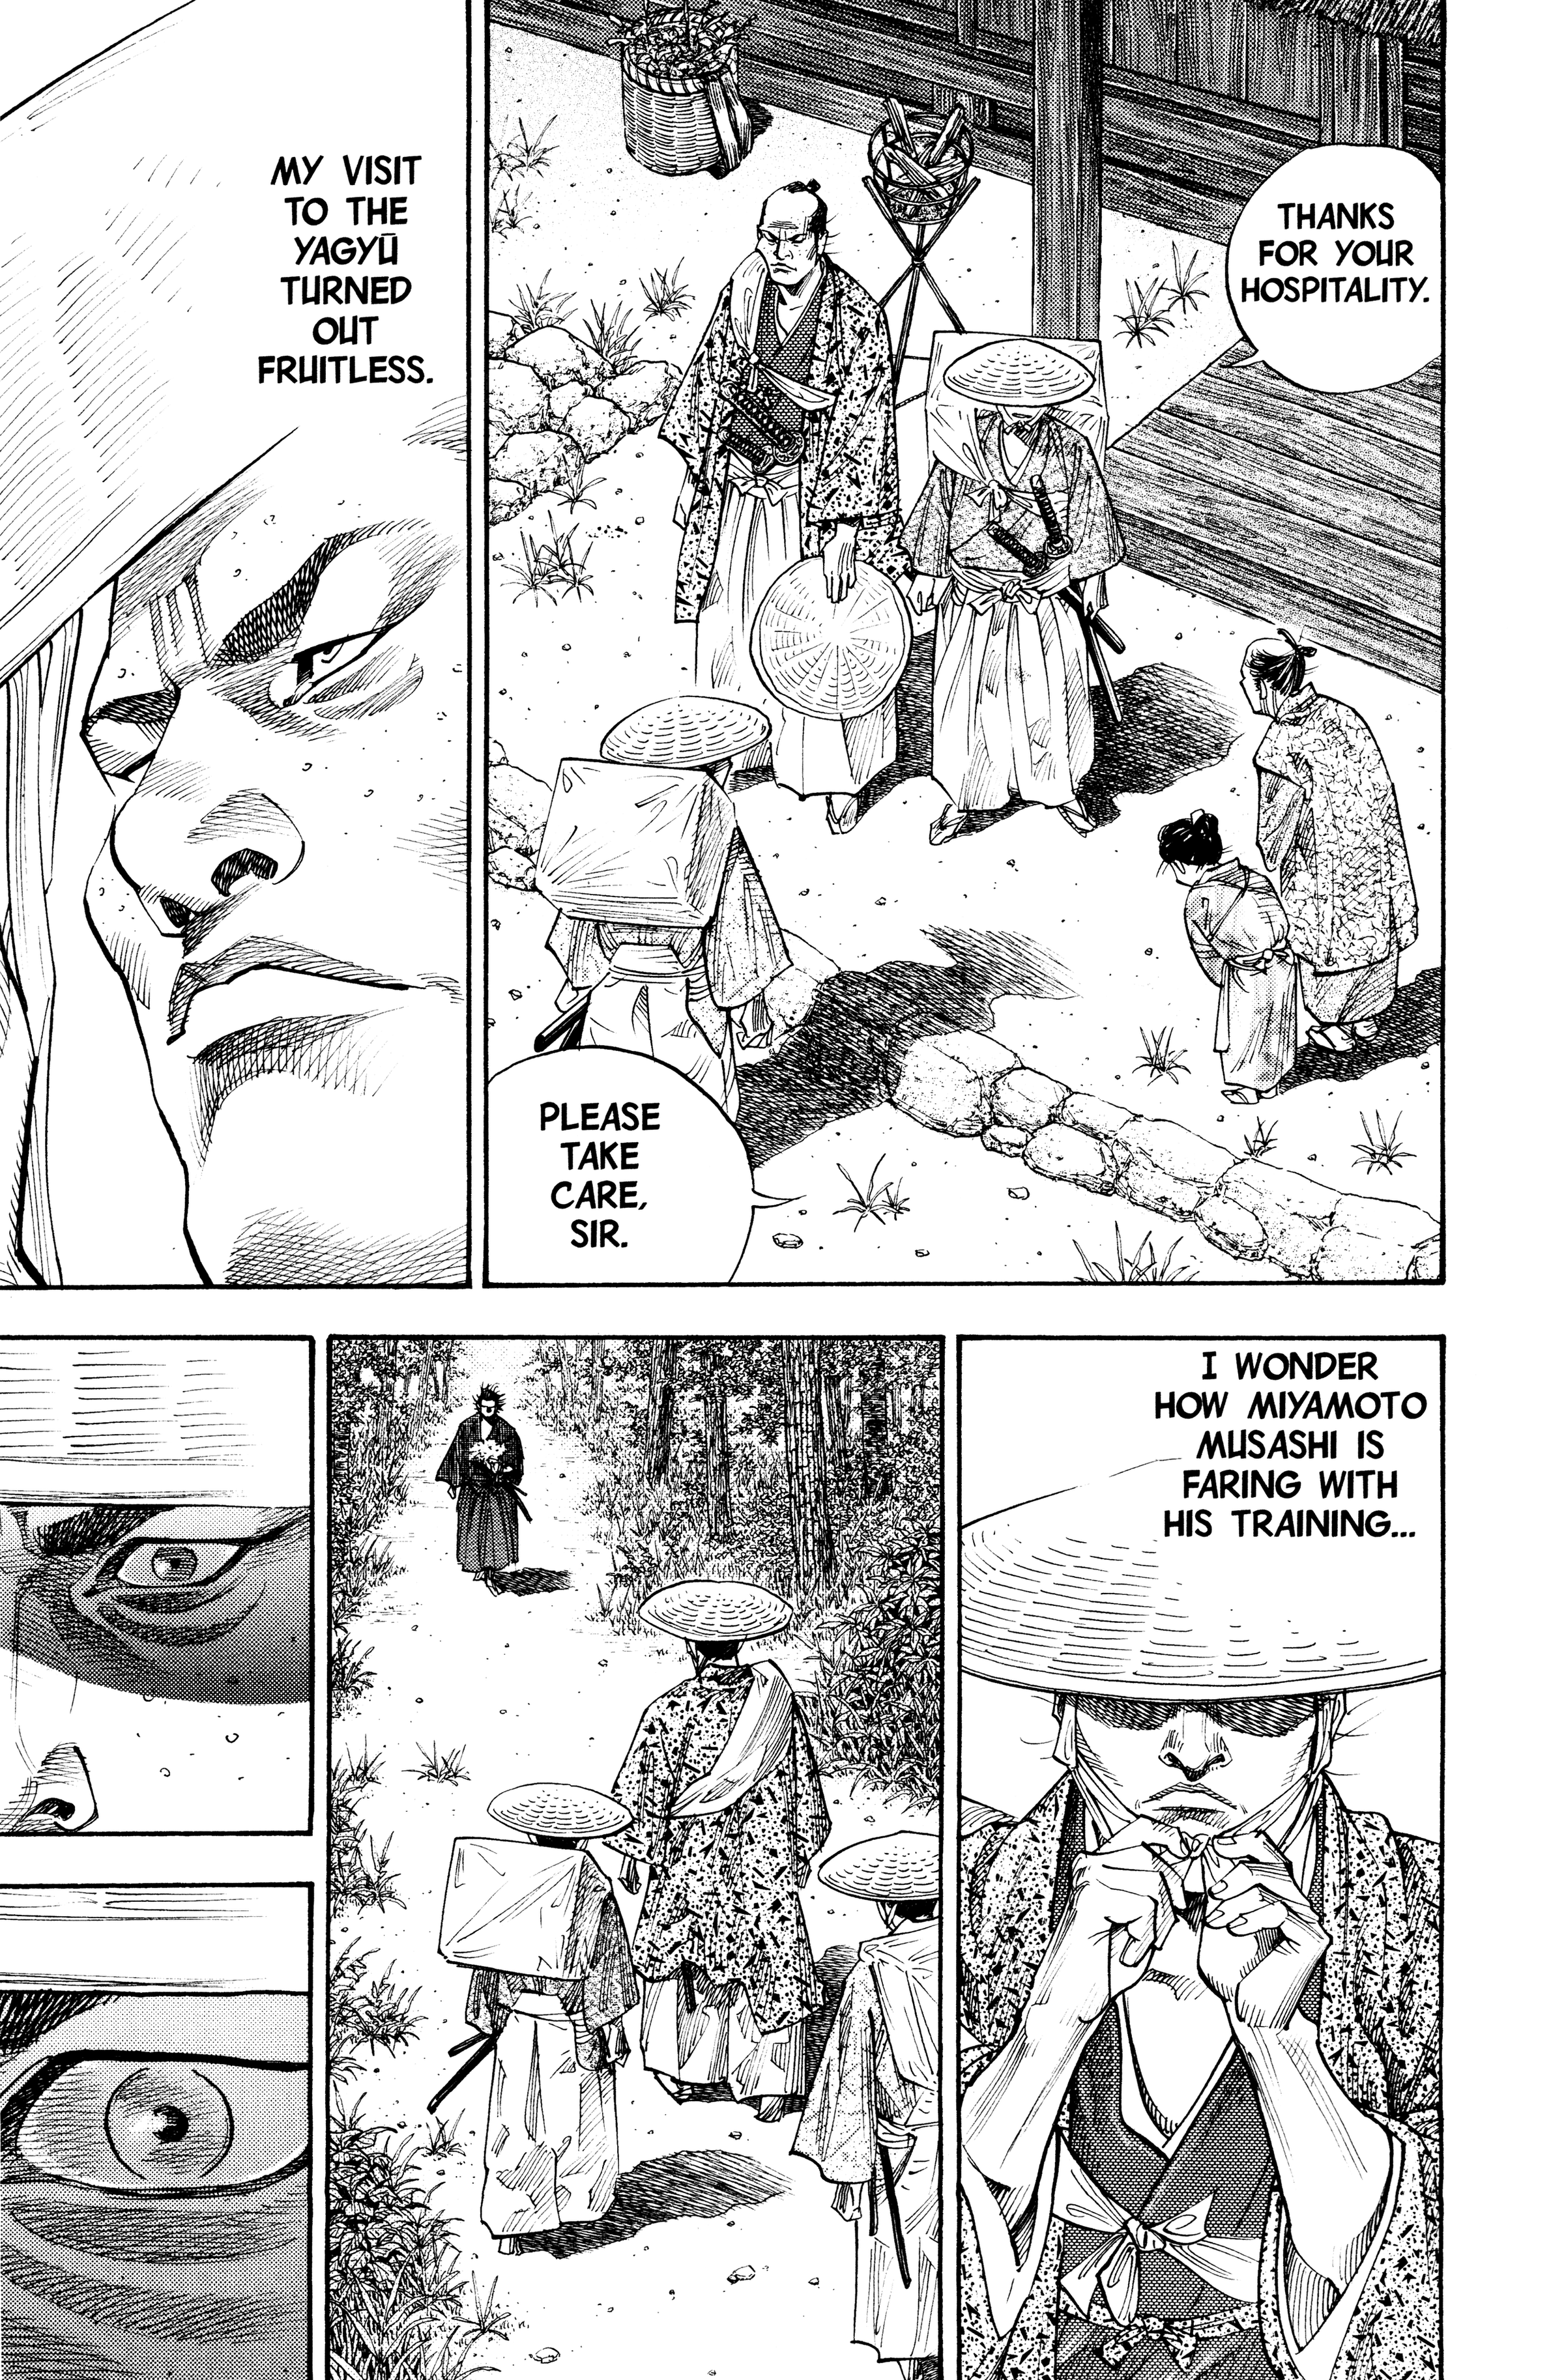 THANKS
FOR YOUR
HOSPITALITY.
PLEASE
TAKE
CARE,
SIR.
MY VISIT
TO THE
YAGYŪ
TURNED
OUT
FRUITLESS.
I WONDER
HOW MIYAMOTO
MUSASHI IS
FARING WITH
HIS TRAINING...